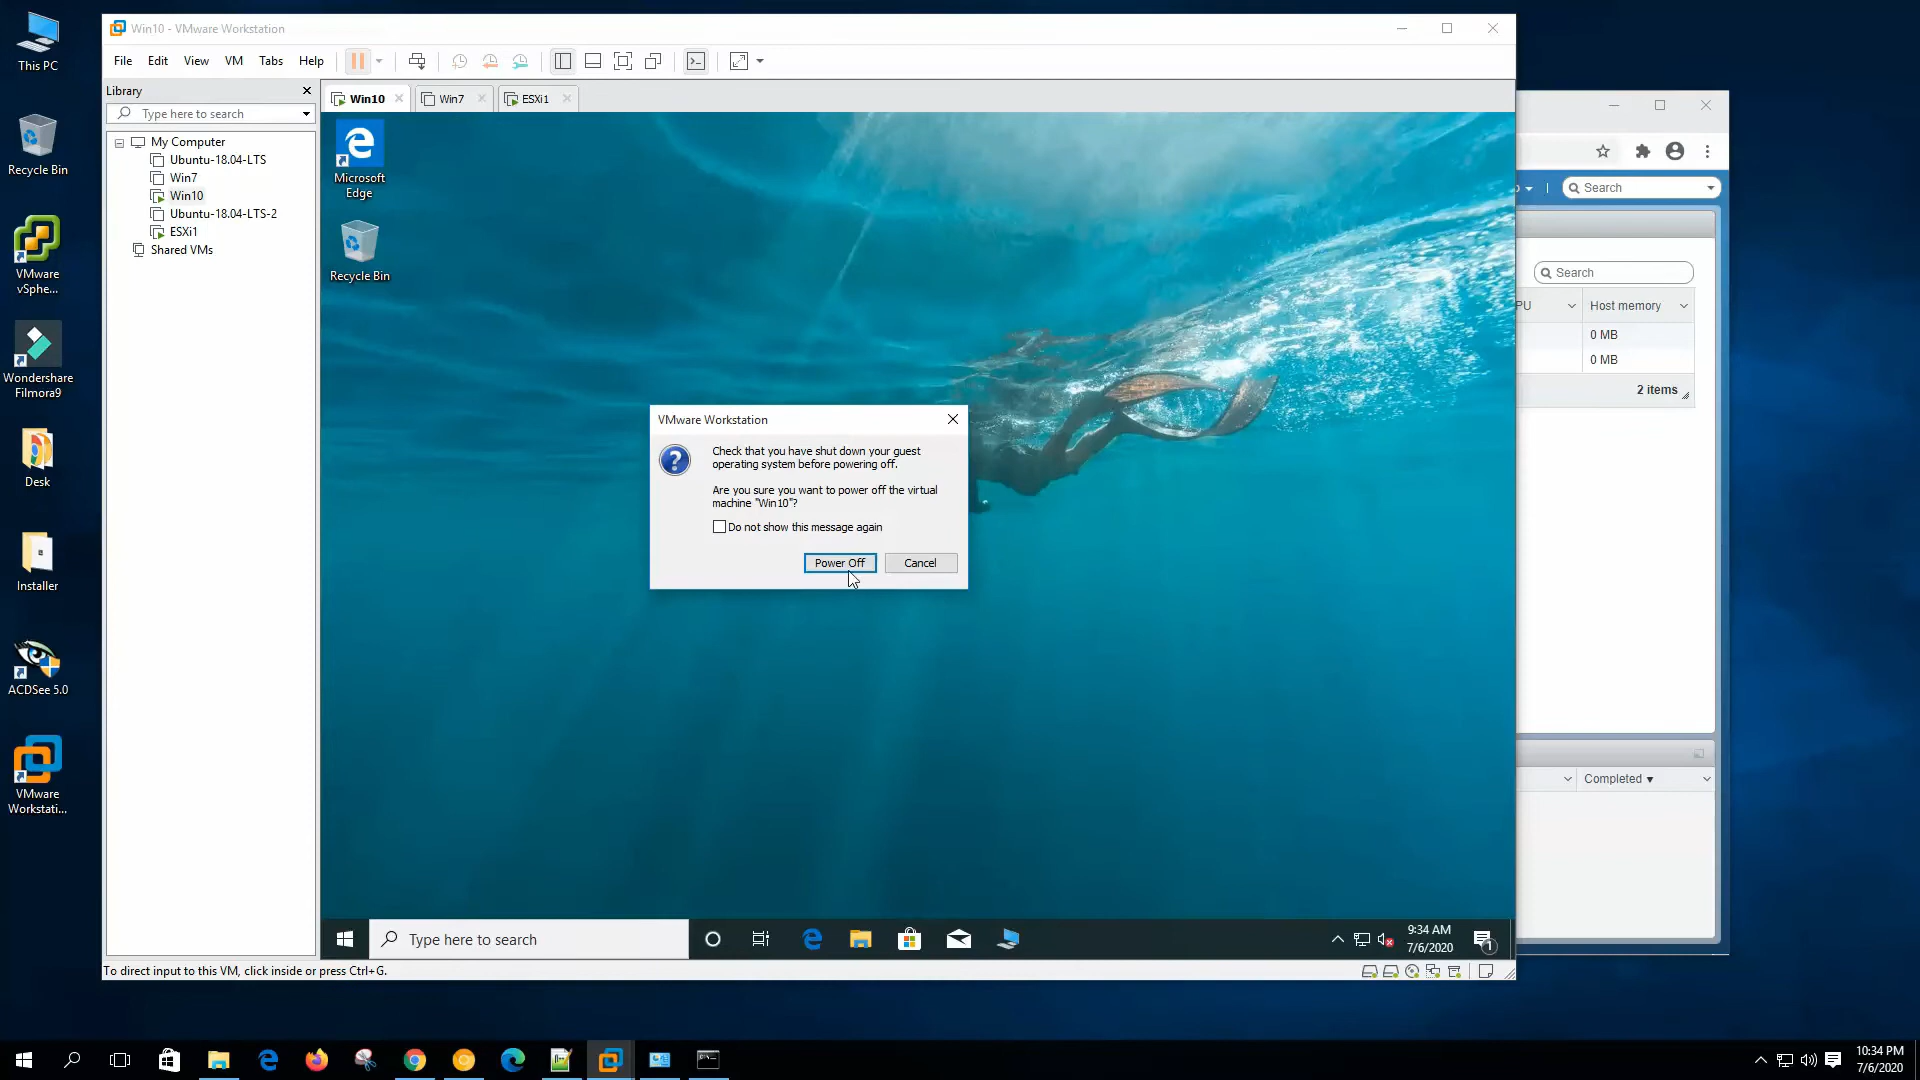 This PC
Recycle Bin
VMware
vSphe...
Wondershare
Filmora9
Desk
Installer
ACDSee 5.0
VMware
Workstati...
Win10 - VMware Workstation
File Edit View VM Tabs Help
Library
Type here to search
My Computer
Ubuntu-18.04-LTS
Win7
Win10
Ubuntu-18.04-LTS-2
ESXi1
Shared VMs
Win10
Win7
ESXi1
Microsoft
Edge
Recycle Bin
VMware Workstation
Check that you have shut down your guest
operating system before powering off.
Are you sure you want to power off the virtual
machine "Win10"?
Do not show this message again
Power Off
Cancel
Type here to search
9:34 AM
7/6/2020
1
To direct input to this VM, click inside or press Ctrl+G.
Search
Search
PU
Host memory
0 MB
0 MB
2 items
Completed
10:34 PM
7/6/2020